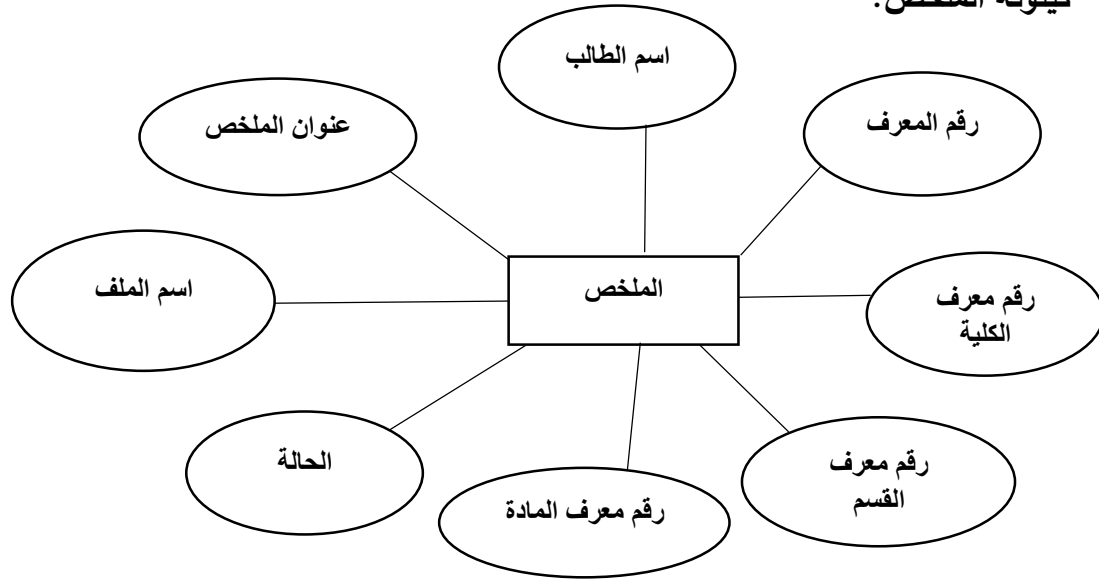 كينونة الملخص:
اسم الطالب
رقم المعرف
عنوان الملخص
رقم معرف
الكلية
الملخص
اسم الملف
رقم معرف
القسم
رقم معرف المادة
الحالة